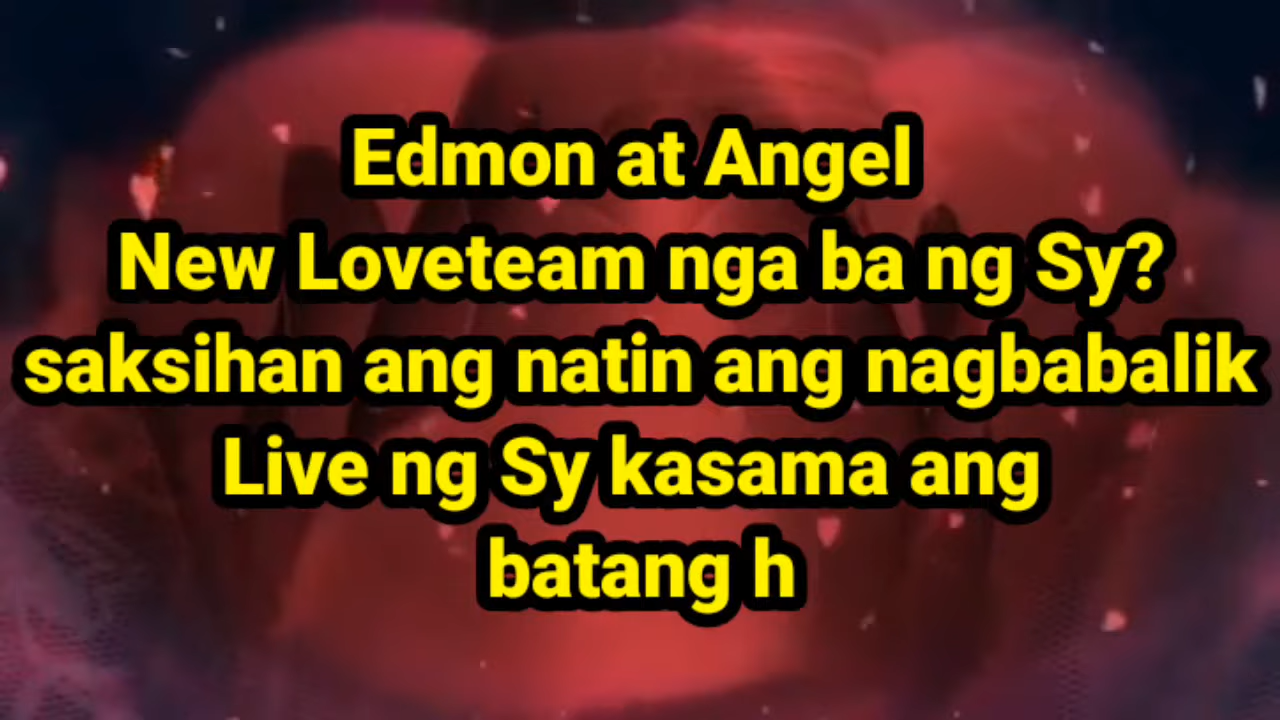 Edmon at Angel
New Loveteam nga ba ng Sy?
saksihan ang natin ang nagbabalik
Live ng Sy kasama ang
batang h